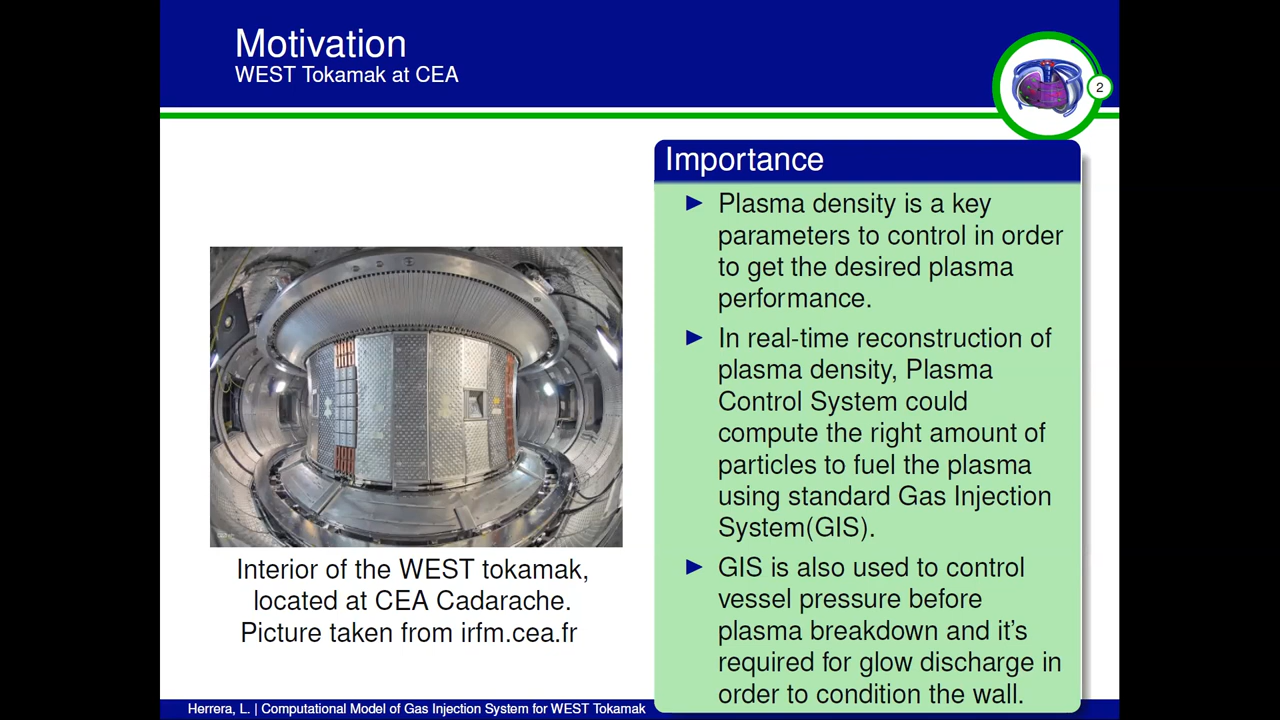 Motivation
WEST Tokamak at CEA
2
Interior of the WEST tokamak,
located at CEA Cadarache.
Picture taken from irfm.cea.fr
Importance
Plasma density is a key
parameters to control in order
to get the desired plasma
performance.
In real-time reconstruction of
plasma density, Plasma
Control System could
compute the right amount of
particles to fuel the plasma
using standard Gas Injection
System(GIS).
GIS is also used to control
vessel pressure before
plasma breakdown and it's
required for glow discharge in
order to condition the wall.
Herrera, L. | Computational Model of Gas Injection System for WEST Tokamak